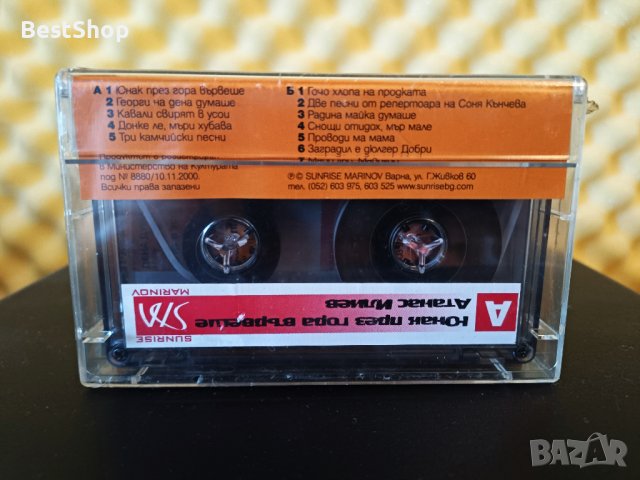 BestShop
А 1 Юнак през гора вървеше
2 Георги на дена думаше
3 Кавали свирят в усои
4 Донке ле, мъри хубава
5 Три камчийски песни
Б 1 Гочо хлопа на продката
2 Две песни от репертоара на Соня Кънчева
3 Радина майка думаше
4 Снощи отидох, мър мале
5 Проводи ма мама
6 Заградил е дюлгер Добри
7
Продуктът е регистриран
в Министерство на Културата
под № 8880/10.11.2000.
Всички права запазени
℗© SUNRISE MARINOV Варна, ул. Г.Живков 60
тел. (052) 603 975, 603 525 www.sunrisebg.com
A
Юнак през гора вървеше
Атанас Илиев
SUNRISE
MARINOV
BAZAR